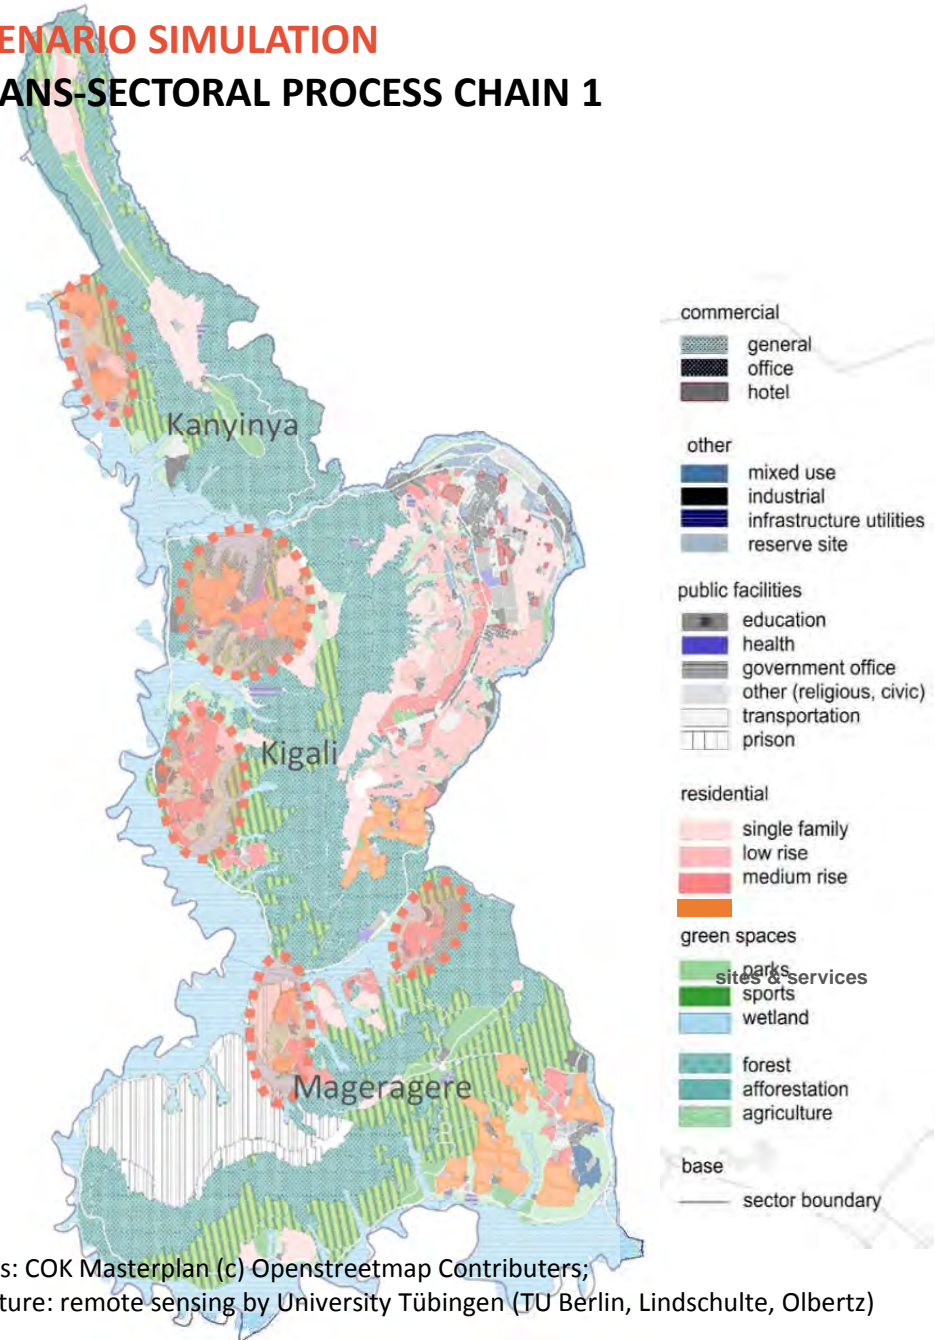 ENARIO SIMULATION
ANS-SECTORAL PROCESS CHAIN 1
Kanyinya
Kigali
Mageragere
commercial
general
office
hotel
other
mixed use
industrial
infrastructure utilities
reserve site
public facilities
education
health
government office
other (religious, civic)
transportation
prison
residential
single family
low rise
medium rise
green spaces
parks
sites & services
sports
wetland
forest
afforestation
agriculture
base
sector boundary
s: COK Masterplan (c) Openstreetmap Contributers;
ture: remote sensing by University Tübingen (TU Berlin, Lindschulte, Olbertz)